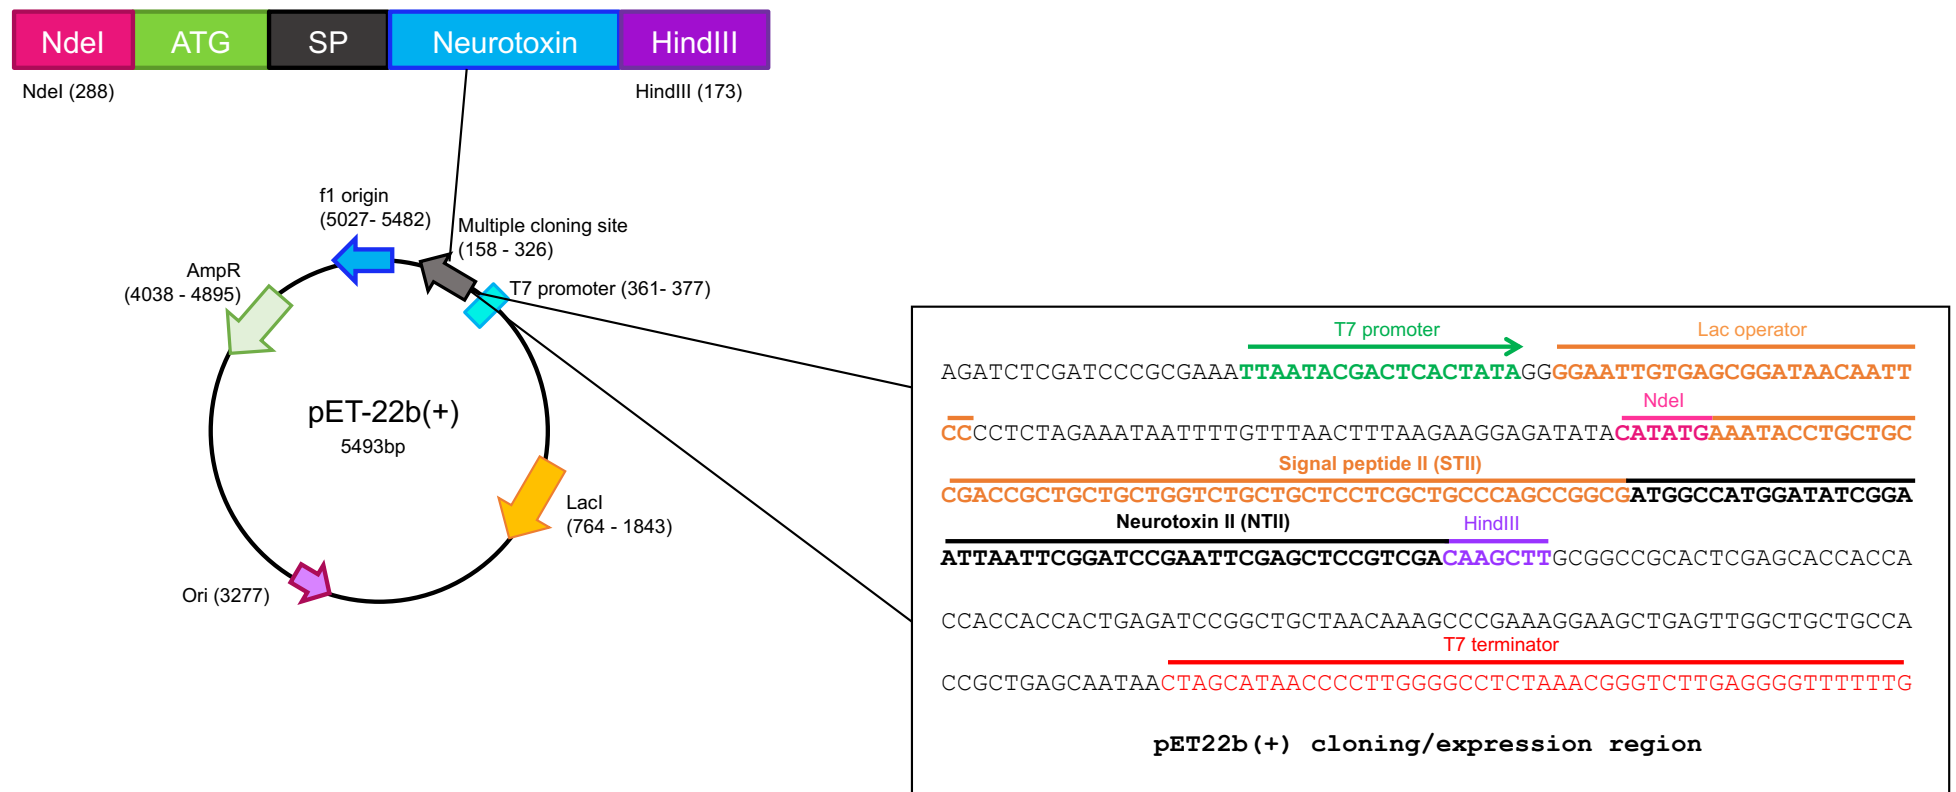 NdeI ATG SP Neurotoxin HindIII
NdeI (288) HindIII (173)
f1 origin
(5027- 5482)
Multiple cloning site
(158 - 326)
AmpR
(4038 - 4895)
T7 promoter (361- 377)
pET-22b(+)
5493bp
LacI
(764 - 1843)
Ori (3277)
T7 promoter Lac operator
AGATCTCGATCCCGCGAAATTAATACGACTCACTATAGGGGAATTGTGAGCGGATAACAATT
NdeI
CCCCTCTAGAAATAATTTTGTTTAACTTTAAGAAGGAGATATACATATGAAATACCTGCTGC
Signal peptide II (STII)
CGACCGCTGCTGCTGGTCTGCTGCTCCTCGCTGCCCAGCCGGCGATGGCCATGGATATCGGA
Neurotoxin II (NTII) HindIII
ATTAATTCGGATCCGAATTCGAGCTCCGTCGACAAGCTTGCGGCCGCACTCGAGCACCACCA
CCACCACCACTGAGATCCGGCTGCTAACAAAGCCCGAAAGGAAGCTGAGTTGGCTGCTGCCA
T7 terminator
CCGCTGAGCAATAACTAGCATAACCCCTTGGGGCCTCTAAACGGGTCTTGAGGGGTTTTTTG
pET22b(+) cloning/expression region